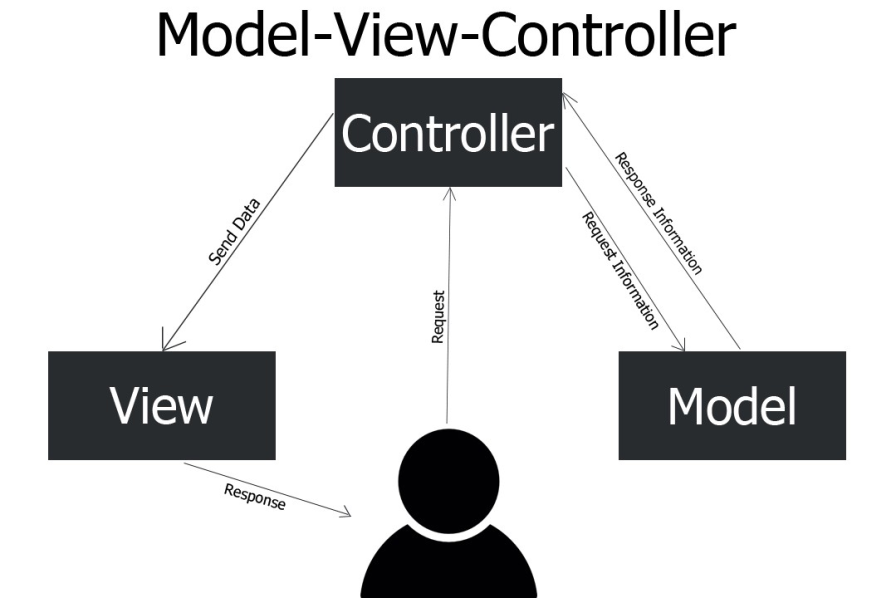 Model-View-Controller
Controller
Send Data
Request
Request Information
Response Information
View
Model
Response